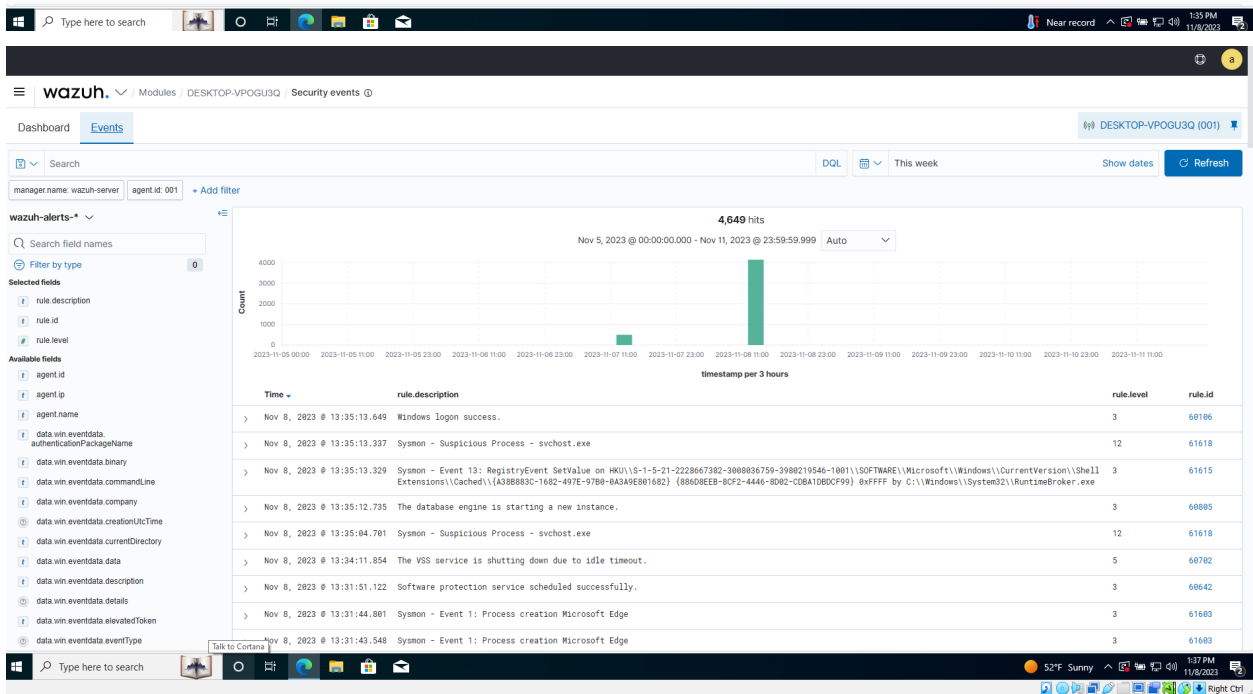 Type here to search
Near record
1:35 PM
11/8/2023
2
a
wazuh. / Modules / DESKTOP-VPOGU3Q / Security events
Dashboard Events DESKTOP-VPOGU3Q (001)
Search DQL This week Show dates Refresh
manager.name: wazuh-server agent.id: 001 + Add filter
wazuh-alerts-*
Search field names
Filter by type 0
Selected fields
t rule.description
t rule.id
# rule.level
Available fields
t agent.id
t agent.ip
t agent.name
t data.win.eventdata.
authenticationPackageName
t data.win.eventdata.binary
t data.win.eventdata.commandLine
t data.win.eventdata.company
data.win.eventdata.creationUtcTime
t data.win.eventdata.currentDirectory
t data.win.eventdata.data
t data.win.eventdata.description
data.win.eventdata.details
t data.win.eventdata.elevatedToken
data.win.eventdata.eventType
4,649 hits
Nov 5, 2023 @ 00:00:00.000 - Nov 11, 2023 @ 23:59:59.999 Auto
Count
4000
3000
2000
1000
0
2023-11-05 00:00 2023-11-05 11:00 2023-11-05 23:00 2023-11-06 11:00 2023-11-06 23:00 2023-11-07 11:00 2023-11-07 23:00 2023-11-08 11:00 2023-11-08 23:00 2023-11-09 11:00 2023-11-09 23:00 2023-11-10 11:00 2023-11-10 23:00 2023-11-11 11:00
timestamp per 3 hours
Time rule.description rule.level rule.id
Nov 8, 2023 @ 13:35:13.649 Windows logon success. 3 60106
Nov 8, 2023 @ 13:35:13.337 Sysmon - Suspicious Process - svchost.exe 12 61618
Nov 8, 2023 @ 13:35:13.329 Sysmon - Event 13: RegistryEvent SetValue on HKU\\S-1-5-21-2228667382-3008036759-3980219546-1001\\SOFTWARE\\Microsoft\\Windows\\CurrentVersion\\Shell 3 61615
Extensions\\Cached\\{A38B883C-1682-497E-97B0-0A3A9E801682} {886D8EEB-8CF2-4446-8D02-CDBA1DBDCF99} 0xFFFF by C:\\Windows\\System32\\RuntimeBroker.exe
Nov 8, 2023 @ 13:35:12.735 The database engine is starting a new instance. 3 60805
Nov 8, 2023 @ 13:35:04.701 Sysmon - Suspicious Process - svchost.exe 12 61618
Nov 8, 2023 @ 13:34:11.854 The VSS service is shutting down due to idle timeout. 5 60702
Nov 8, 2023 @ 13:31:51.122 Software protection service scheduled successfully. 3 60642
Nov 8, 2023 @ 13:31:44.801 Sysmon - Event 1: Process creation Microsoft Edge 3 61603
Nov 8, 2023 @ 13:31:43.548 Sysmon - Event 1: Process creation Microsoft Edge 3 61603
Talk to Cortana
Type here to search
52°F Sunny
1:37 PM
11/8/2023
2
Right Ctrl